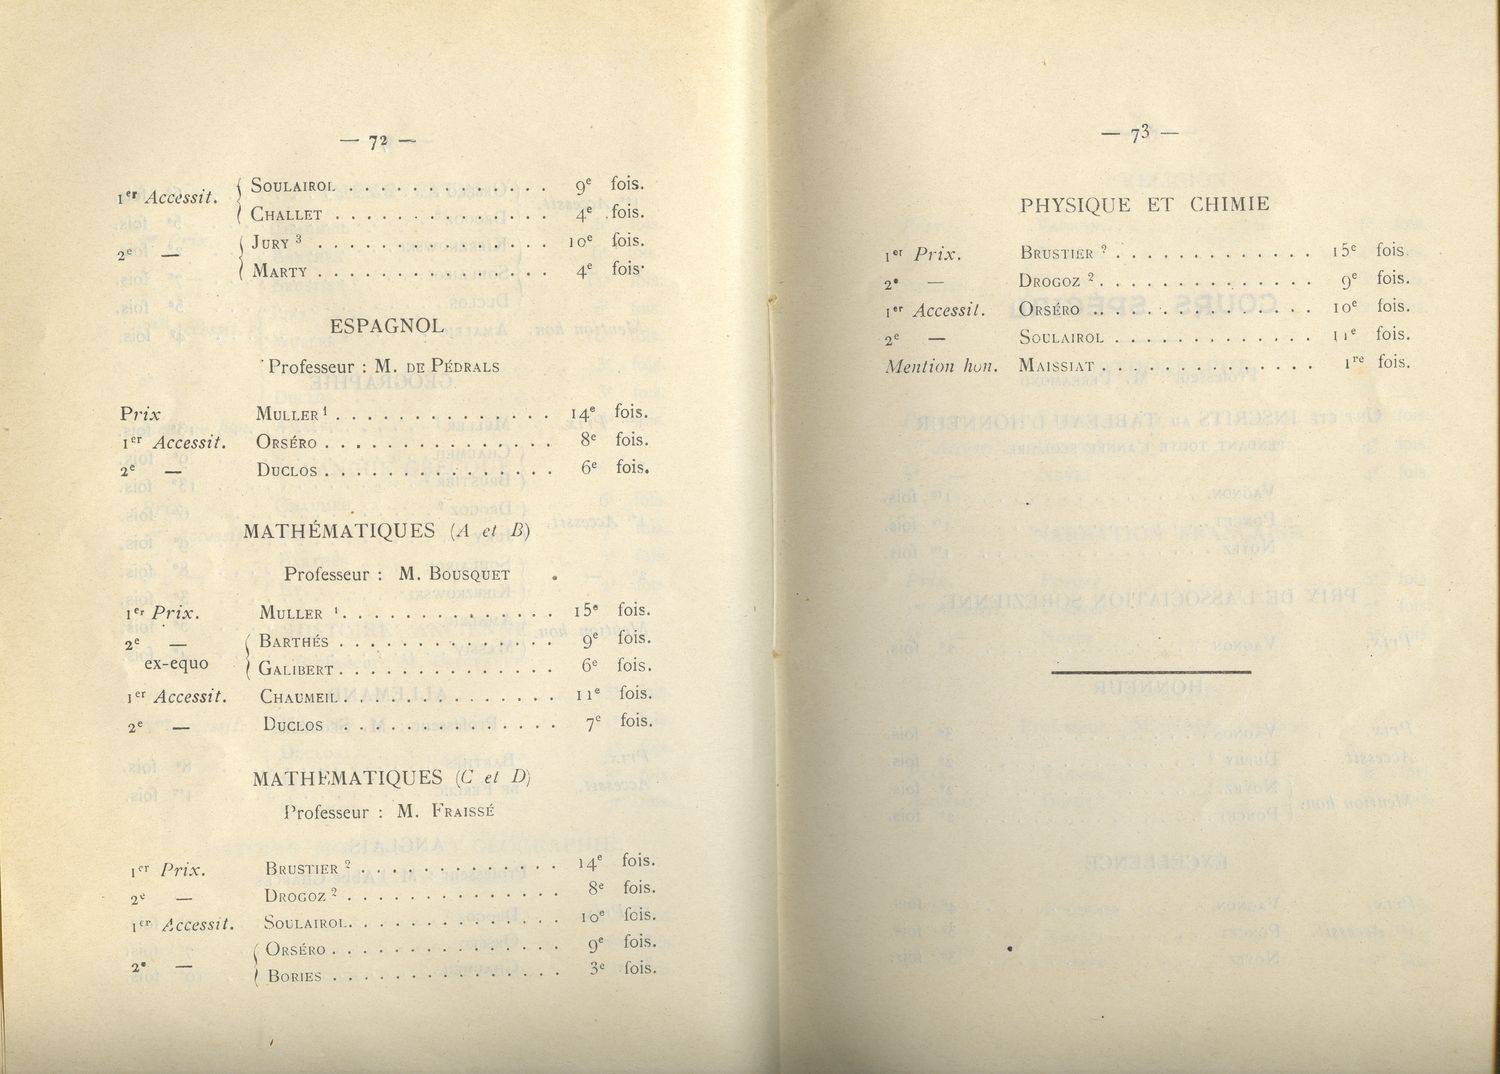 — 72 —
1er Accessit. { SOULAIROL . . . . . . . . . . . . . 9e fois.
{ CHALLET . . . . . . . . . . . . . . 4e fois.
2e — { JURY 3 . . . . . . . . . . . . . . . 10e fois.
{ MARTY . . . . . . . . . . . . . . . 4e fois.
ESPAGNOL
Professeur : M. DE PÉDRALS
Prix MULLER 1 . . . . . . . . . . . . . . 14e fois.
1er Accessit. ORSÉRO . . . . . . . . . . . . . . . 8e fois.
2e — DUCLOS . . . . . . . . . . . . . . . 6e fois.
MATHÉMATIQUES (A et B)
Professeur : M. BOUSQUET
1er Prix. MULLER 1 . . . . . . . . . . . . . . 15e fois.
2e — { BARTHÉS . . . . . . . . . . . . . . 9e fois.
ex-equo { GALIBERT . . . . . . . . . . . . . . 6e fois.
1er Accessit. CHAUMEIL . . . . . . . . . . . . . . 11e fois.
2e — DUCLOS . . . . . . . . . . . . . . 7e fois.
MATHEMATIQUES (C et D)
Professeur : M. FRAISSÉ
1er Prix. BRUSTIER 2 . . . . . . . . . . . . . 14e fois.
2e — DROGOZ 2 . . . . . . . . . . . . . . 8e fois.
1er Accessit. SOULAIROL . . . . . . . . . . . . . . 10e fois.
2e — { ORSÉRO . . . . . . . . . . . . . . . 9e fois.
{ BORIES . . . . . . . . . . . . . . . 3e fois.
— 73 —
PHYSIQUE ET CHIMIE
1er Prix. BRUSTIER 2 . . . . . . . . . . . . . 15e fois.
2e — DROGOZ 2 . . . . . . . . . . . . . . 9e fois.
1er Accessit. ORSÉRO . . . . . . . . . . . . . . 10e fois.
2e — SOULAIROL . . . . . . . . . . . . . 11e fois.
Mention hon. MAISSIAT . . . . . . . . . . . . . . 1re fois.